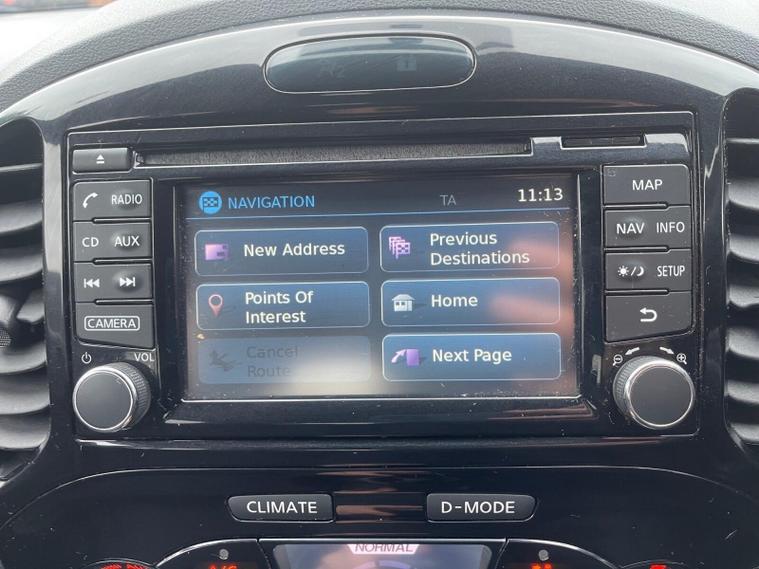 RADIO
CD AUX
CAMERA
VOL
NAVIGATION TA 11:13
New Address
Previous
Destinations
Points Of
Interest
Home
Cancel
Route
Next Page
MAP
NAV INFO
SETUP
CLIMATE
D-MODE
NORMAL